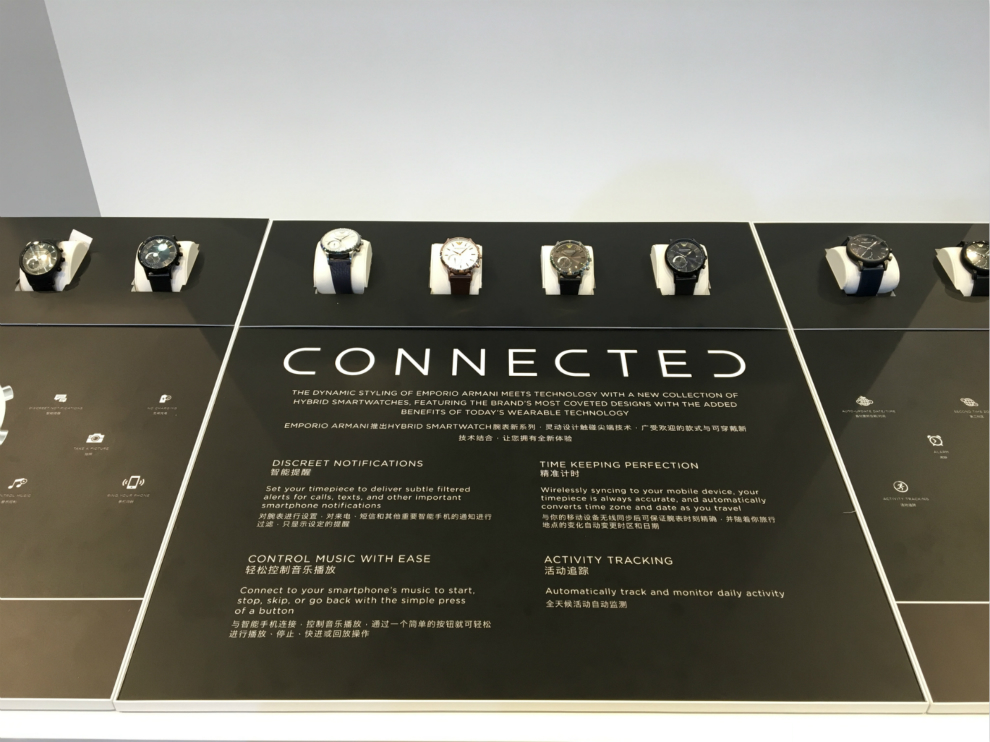 CONNECTED
THE DYNAMIC STYLING OF EMPORIO ARMANI MEETS TECHNOLOGY WITH A NEW COLLECTION OF
HYBRID SMARTWATCHES, FEATURING THE BRAND'S MOST COVETED DESIGNS WITH THE ADDED
BENEFITS OF TODAY'S WEARABLE TECHNOLOGY
EMPORIO ARMANI推出HYBRID SMARTWATCH腕表新系列·灵动设计触碰尖端技术·广受欢迎的款式与可穿戴新
技术结合·让您拥有全新体验
DISCREET NOTIFICATIONS
智能提醒
Set your timepiece to deliver subtle filtered
alerts for calls, texts, and other important
smartphone notifications
对腕表进行设置·对来电·短信和其他重要智能手机的通知进行
过滤·只显示设定的提醒
CONTROL MUSIC WITH EASE
轻松控制音乐播放
Connect to your smartphone's music to start,
stop, skip, or go back with the simple press
of a button
与智能手机连接·控制音乐播放·通过一个简单的按钮就可轻松
进行播放·停止·快进或回放操作
TIME KEEPING PERFECTION
精准计时
Wirelessly syncing to your mobile device, your
timepiece is always accurate, and automatically
converts time zone and date as you travel
与你的移动设备无线同步后可保证腕表时刻精确·并随着你旅行
地点的变化自动变更时区和日期
ACTIVITY TRACKING
活动追踪
Automatically track and monitor daily activity
全天候活动自动监测
DISCREET NOTIFICATIONS
TAKE A PICTURE
CONTROL MUSIC
RING YOUR PHONE
ALARM
ACTIVITY TRACKING